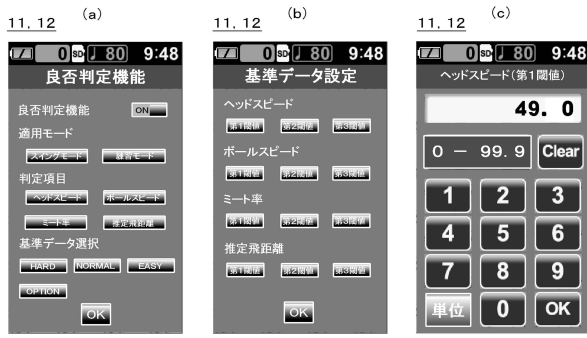 (a)
11, 12
0 SD 80 9:48
良否判定機能
良否判定機能 ON
適用モード
スイングモード 練習モード
判定項目
ヘッドスピード ボールスピード
ミート率 推定飛距離
基準データ選択
HARD NORMAL EASY
OPTION
OK
(b)
11, 12
0 SD 80 9:48
基準データ設定
ヘッドスピード
第1閾値 第2閾値 第3閾値
ボールスピード
第1閾値 第2閾値 第3閾値
ミート率
第1閾値 第2閾値 第3閾値
推定飛距離
第1閾値 第2閾値 第3閾値
OK
(c)
11, 12
0 SD 80 9:48
ヘッドスピード(第1閾値)
49. 0
0 － 99. 9 Clear
1 2 3
4 5 6
7 8 9
単位 0 OK